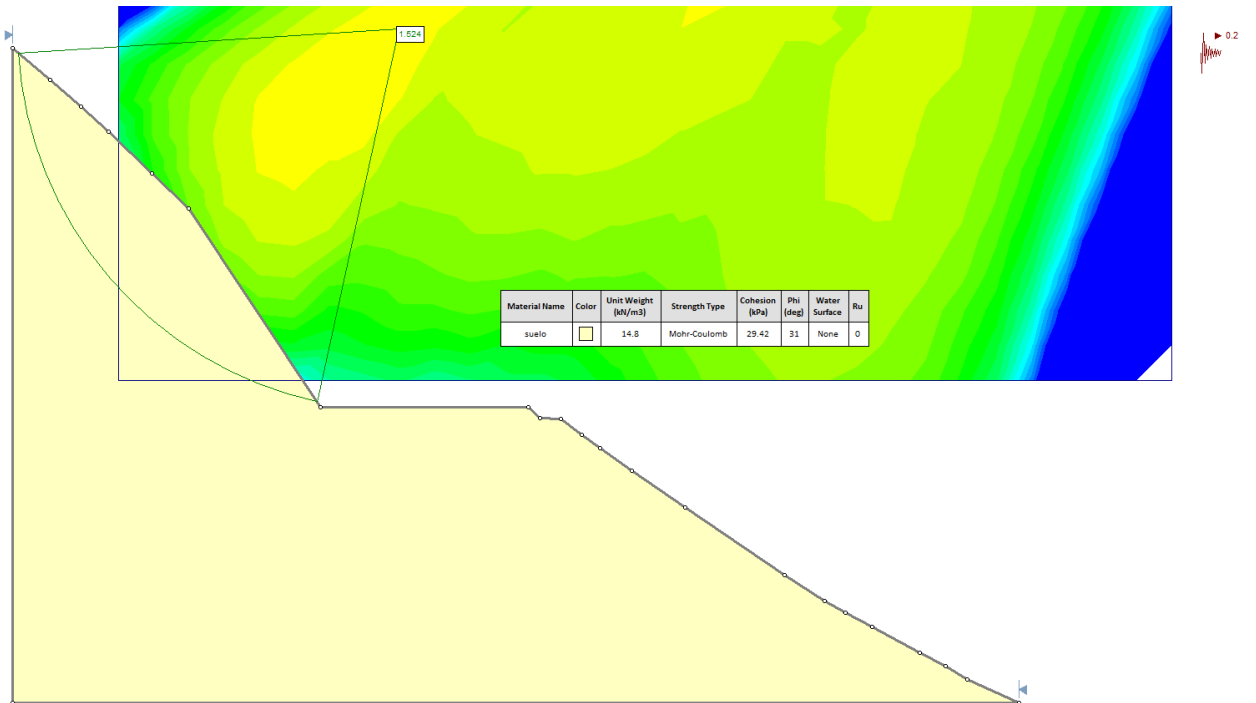 1.524
0.2
Material Name Color Unit Weight (kN/m3) Strength Type Cohesion (kPa) Phi (deg) Water Surface Ru
suelo 14.8 Mohr-Coulomb 29.42 31 None 0